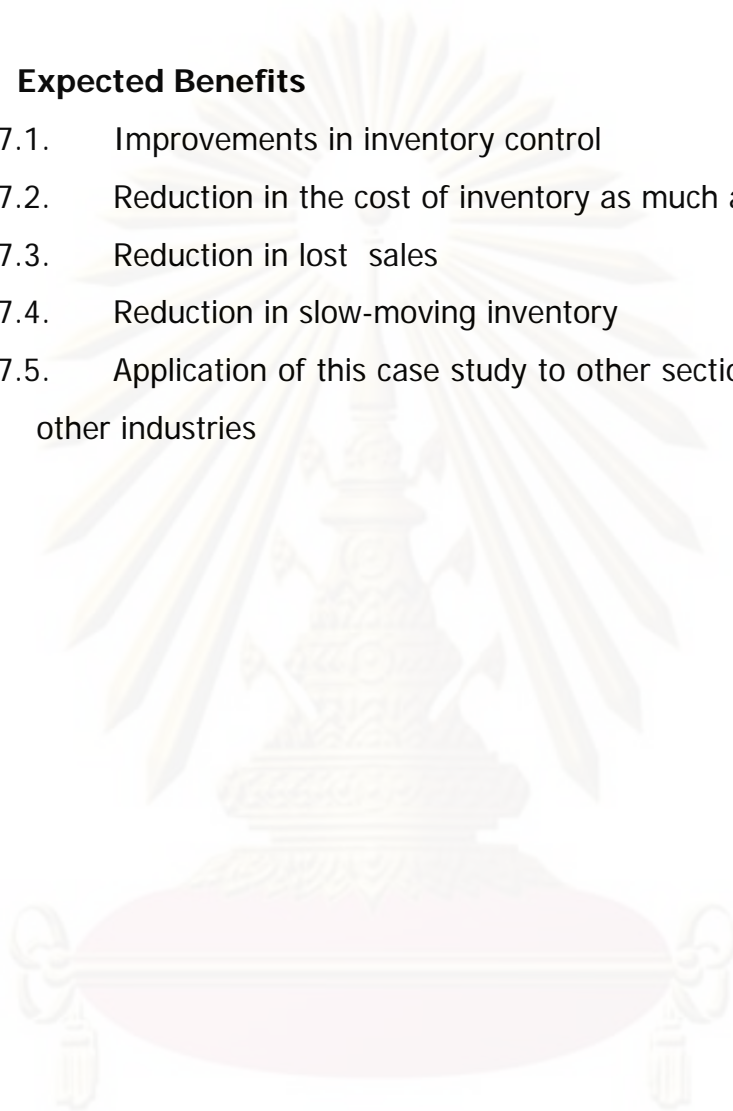 Expected Benefits
7.1. Improvements in inventory control
7.2. Reduction in the cost of inventory as much
7.3. Reduction in lost sales
7.4. Reduction in slow-moving inventory
7.5. Application of this case study to other
other industries